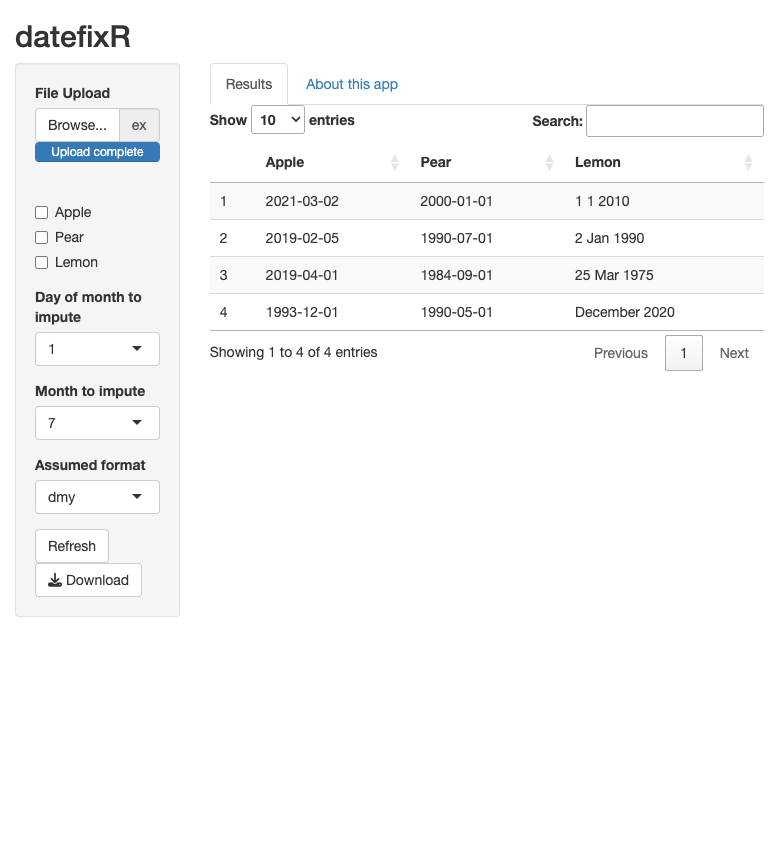 datefixR
File Upload
Browse... ex
Upload complete
Apple
Pear
Lemon
Day of month to
impute
1
Month to impute
7
Assumed format
dmy
Refresh
Download
Results About this app
Show 10 entries Search:
Apple Pear Lemon
1 2021-03-02 2000-01-01 1 1 2010
2 2019-02-05 1990-07-01 2 Jan 1990
3 2019-04-01 1984-09-01 25 Mar 1975
4 1993-12-01 1990-05-01 December 2020
Showing 1 to 4 of 4 entries Previous 1 Next